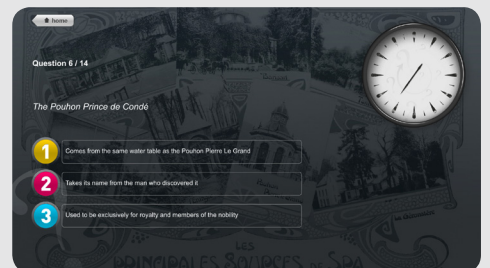 home
Question 6 / 14
The Pouhon Prince de Condé
1
Comes from the same water table as the Pouhon Pierre Le Grand
2
Takes its name from the man who discovered it
3
Used to be exclusively for royalty and members of the nobility
LES
PRINCIPALES SOURCES DE SPA